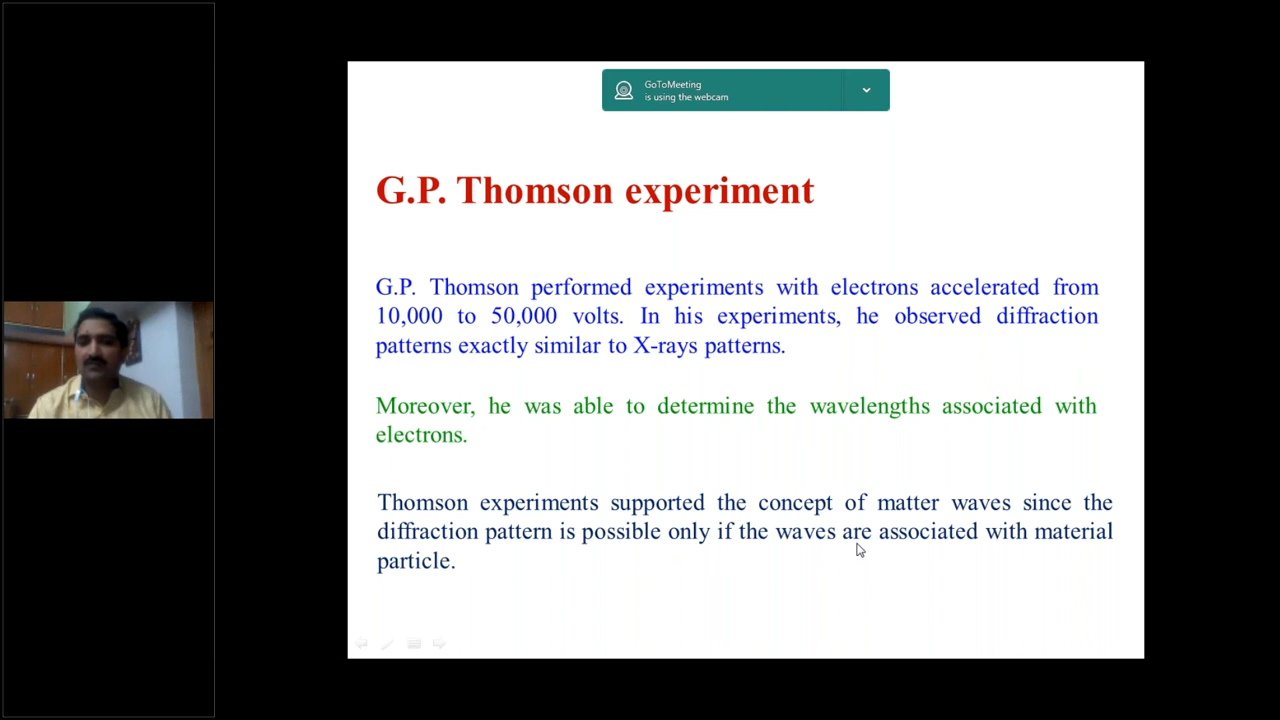 GoToMeeting
is using the webcam
G.P. Thomson experiment
G.P. Thomson performed experiments with electrons accelerated from
10,000 to 50,000 volts. In his experiments, he observed diffraction
patterns exactly similar to X-rays patterns.
Moreover, he was able to determine the wavelengths associated with
electrons.
Thomson experiments supported the concept of matter waves since the
diffraction pattern is possible only if the waves are associated with material
particle.